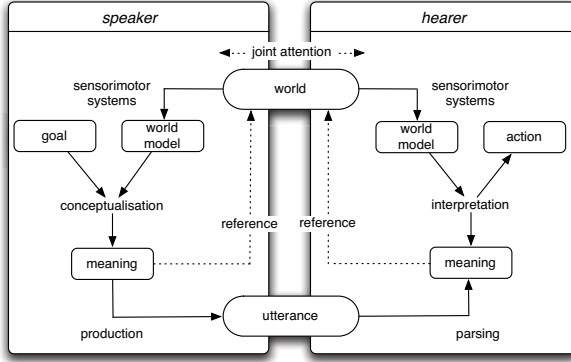 speaker
hearer
joint attention
world
sensorimotor
systems
sensorimotor
systems
goal
world
model
world
model
action
conceptualisation
interpretation
reference
reference
meaning
meaning
utterance
production
parsing